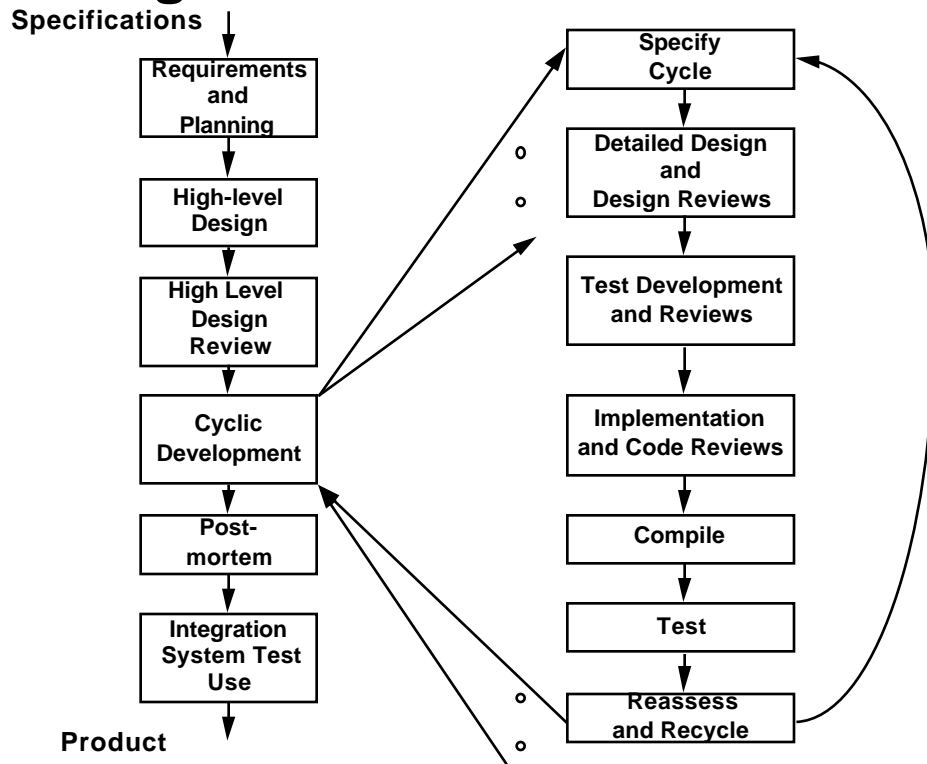 Specifications
Requirements
and
Planning
High-level
Design
High Level
Design
Review
Cyclic
Development
Post-
mortem
Integration
System Test
Use
Product
Specify
Cycle
Detailed Design
and
Design Reviews
Test Development
and Reviews
Implementation
and Code Reviews
Compile
Test
Reassess
and Recycle